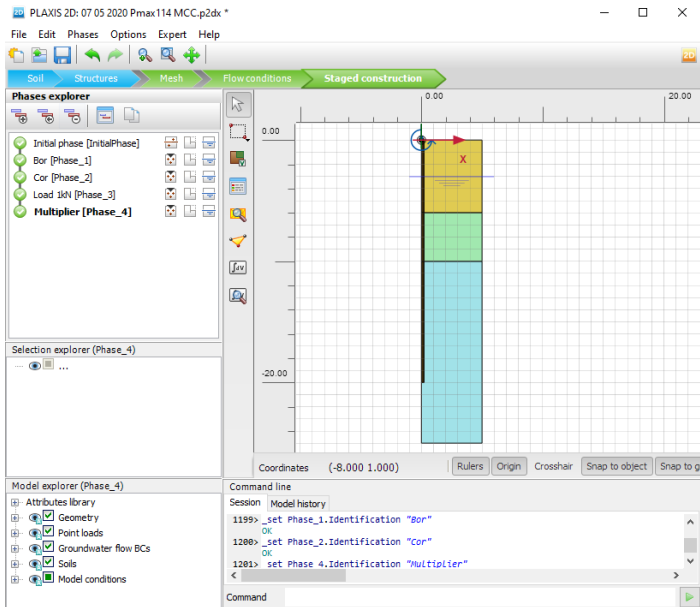 PLAXIS 2D: 07 05 2020 Pmax114 MCC.p2dx *
File Edit Phases Options Expert Help
2D
Soil Structures Mesh Flow conditions Staged construction
Phases explorer
Initial phase [InitialPhase]
Bor [Phase_1]
Cor [Phase_2]
Load 1kN [Phase_3]
Multiplier [Phase_4]
Selection explorer (Phase_4)
...
Model explorer (Phase_4)
Attributes library
Geometry
Point loads
Groundwater flow BCs
Soils
Model conditions
0.00 20.00
0.00
x
-20.00
Coordinates (-8.000 1.000) Rulers Origin Crosshair Snap to object Snap to g
Command line
Session Model history
1199> _set Phase_1.Identification "Bor"
OK
1200> _set Phase_2.Identification "Cor"
OK
1201> _set Phase_4.Identification "Multiplier"
Command